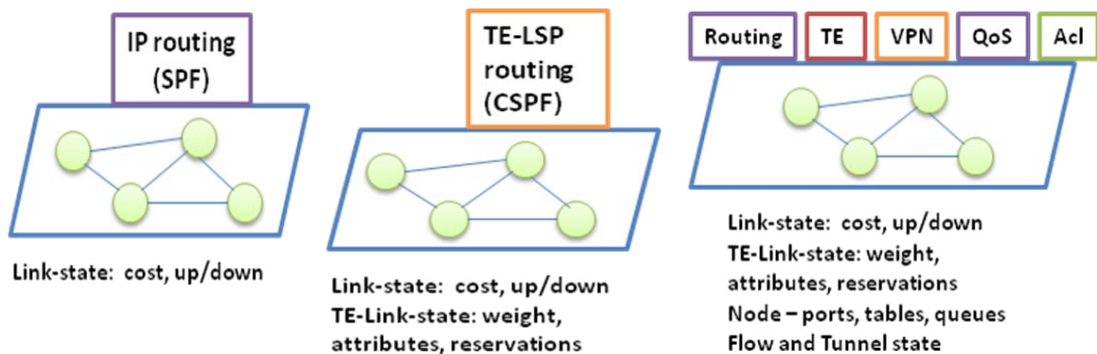 IP routing
(SPF)
Link-state: cost, up/down
TE-LSP
routing
(CSPF)
Link-state: cost, up/down
TE-Link-state: weight,
attributes, reservations
Routing
TE
VPN
QoS
Acl
Link-state: cost, up/down
TE-Link-state: weight,
attributes, reservations
Node – ports, tables, queues
Flow and Tunnel state